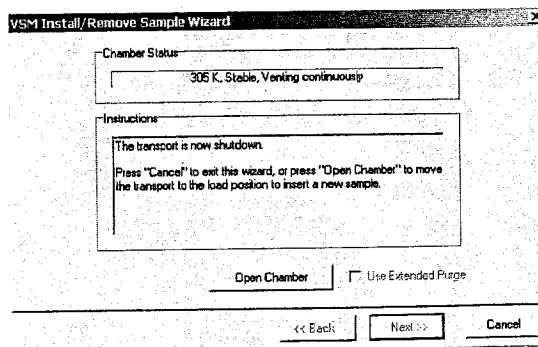 VSM Install/Remove Sample Wizard
Chamber Status
305 K, Stable, Venting continuously
Instructions
The transport is now shutdown.
Press "Cancel" to exit this wizard, or press "Open Chamber" to move
the transport to the load position to insert a new sample.
Open Chamber
Use Extended Purge
<< Back
Next >>
Cancel